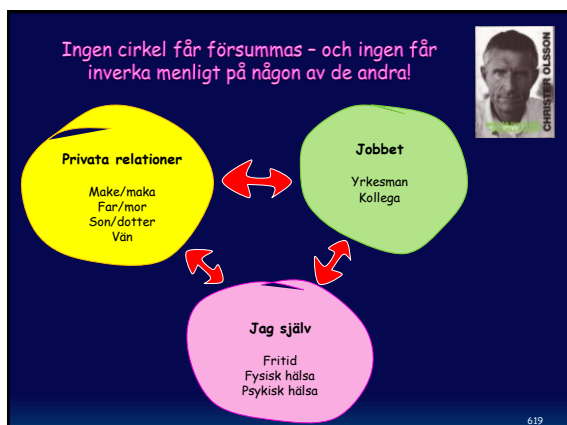 Ingen cirkel får försummas – och ingen får
inverka menligt på någon av de andra!
CHRISTER OLSSON
Privata relationer
Make/maka
Far/mor
Son/dotter
Vän
Jobbet
Yrkesman
Kollega
Jag själv
Fritid
Fysisk hälsa
Psykisk hälsa
619